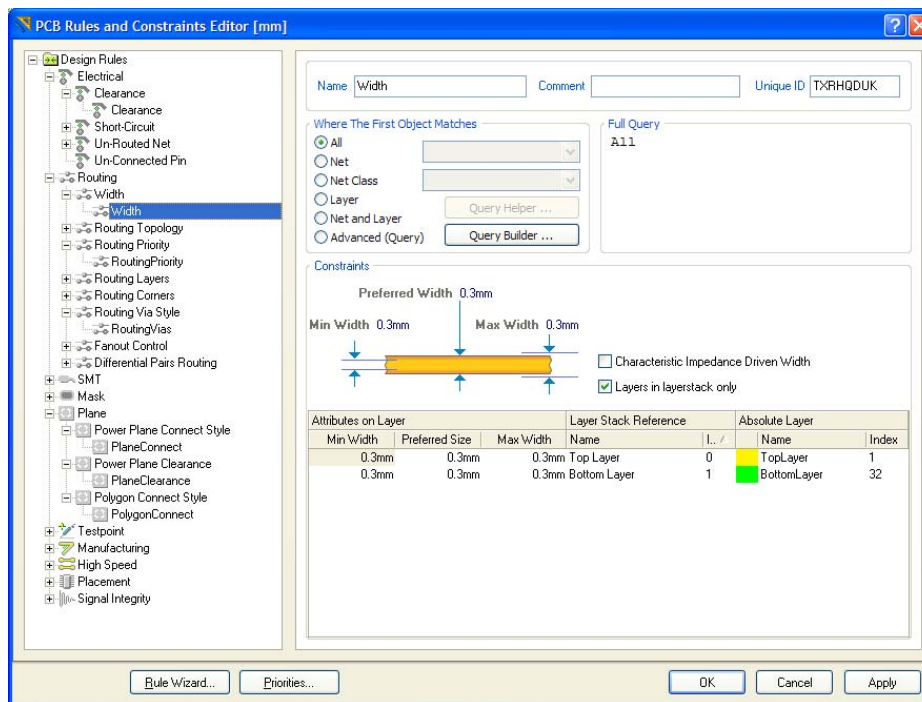 PCB Rules and Constraints Editor [mm]
Design Rules
Electrical
Clearance
Clearance
Short-Circuit
Un-Routed Net
Un-Connected Pin
Routing
Width
Width
Routing Topology
Routing Priority
RoutingPriority
Routing Layers
Routing Corners
Routing Via Style
RoutingVias
Fanout Control
Differential Pairs Routing
SMT
Mask
Plane
Power Plane Connect Style
PlaneConnect
Power Plane Clearance
PlaneClearance
Polygon Connect Style
PolygonConnect
Testpoint
Manufacturing
High Speed
Placement
Signal Integrity
Name Width Comment Unique ID TXRHQDUK
Where The First Object Matches
All
Net
Net Class
Layer
Net and Layer
Advanced (Query)
Query Helper ...
Query Builder ...
Full Query
All
Constraints
Preferred Width 0.3mm
Min Width 0.3mm Max Width 0.3mm
Characteristic Impedance Driven Width
Layers in layerstack only
Attributes on Layer Layer Stack Reference Absolute Layer
Min Width Preferred Size Max Width Name I.. Name Index
0.3mm 0.3mm 0.3mm Top Layer 0 TopLayer 1
0.3mm 0.3mm 0.3mm Bottom Layer 1 BottomLayer 32
Rule Wizard... Priorities... OK Cancel Apply